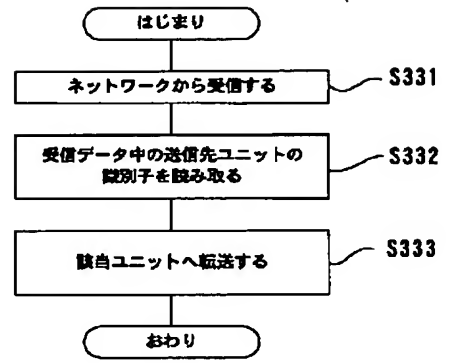 はじまり
ネットワークから受信する
S331
受信データ中の送信先ユニットの
識別子を読み取る
S332
該当ユニットへ転送する
S333
おわり